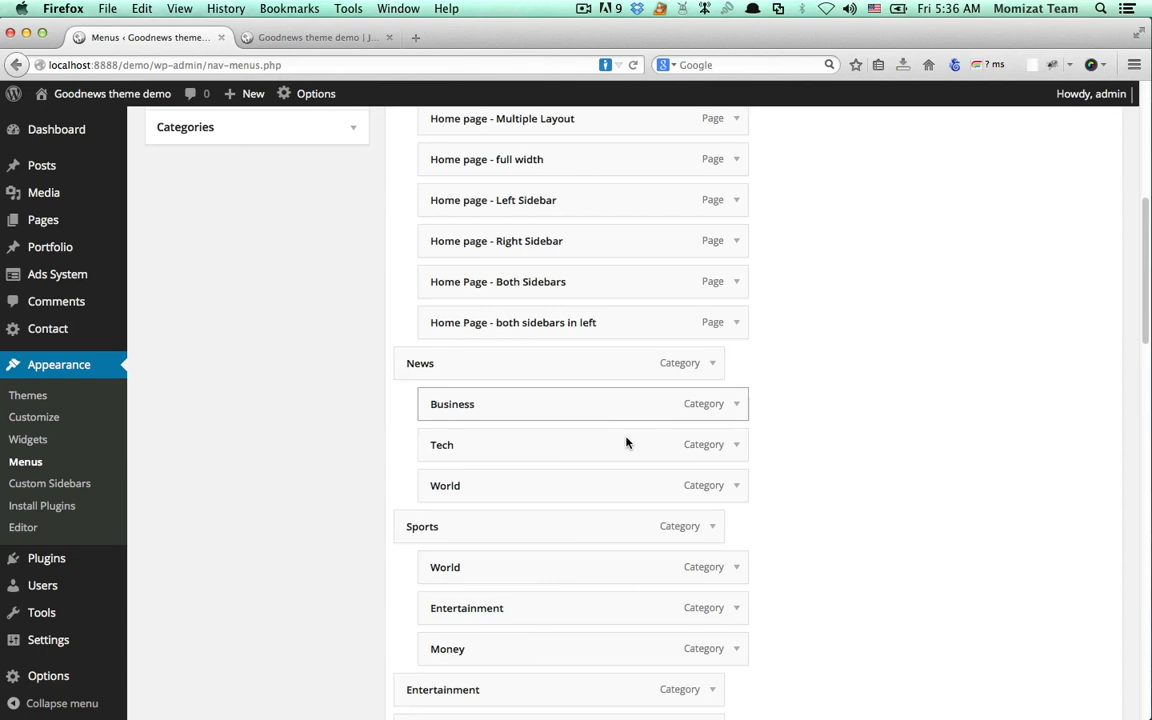 Firefox File Edit View History Bookmarks Tools Window Help 9 Fri 5:36 AM Momizat Team
Menus ‹ Goodnews theme... × Goodnews theme demo | J... × +
localhost:8888/demo/wp-admin/nav-menus.php Google ? ms
Goodnews theme demo 0 + New Options Howdy, admin
Dashboard
Posts
Media
Pages
Portfolio
Ads System
Comments
Contact
Appearance
Themes
Customize
Widgets
Menus
Custom Sidebars
Install Plugins
Editor
Plugins
Users
Tools
Settings
Options
Collapse menu
Categories
Home page - Multiple Layout Page
Home page - full width Page
Home page - Left Sidebar Page
Home page - Right Sidebar Page
Home Page - Both Sidebars Page
Home Page - both sidebars in left Page
News Category
Business Category
Tech Category
World Category
Sports Category
World Category
Entertainment Category
Money Category
Entertainment Category